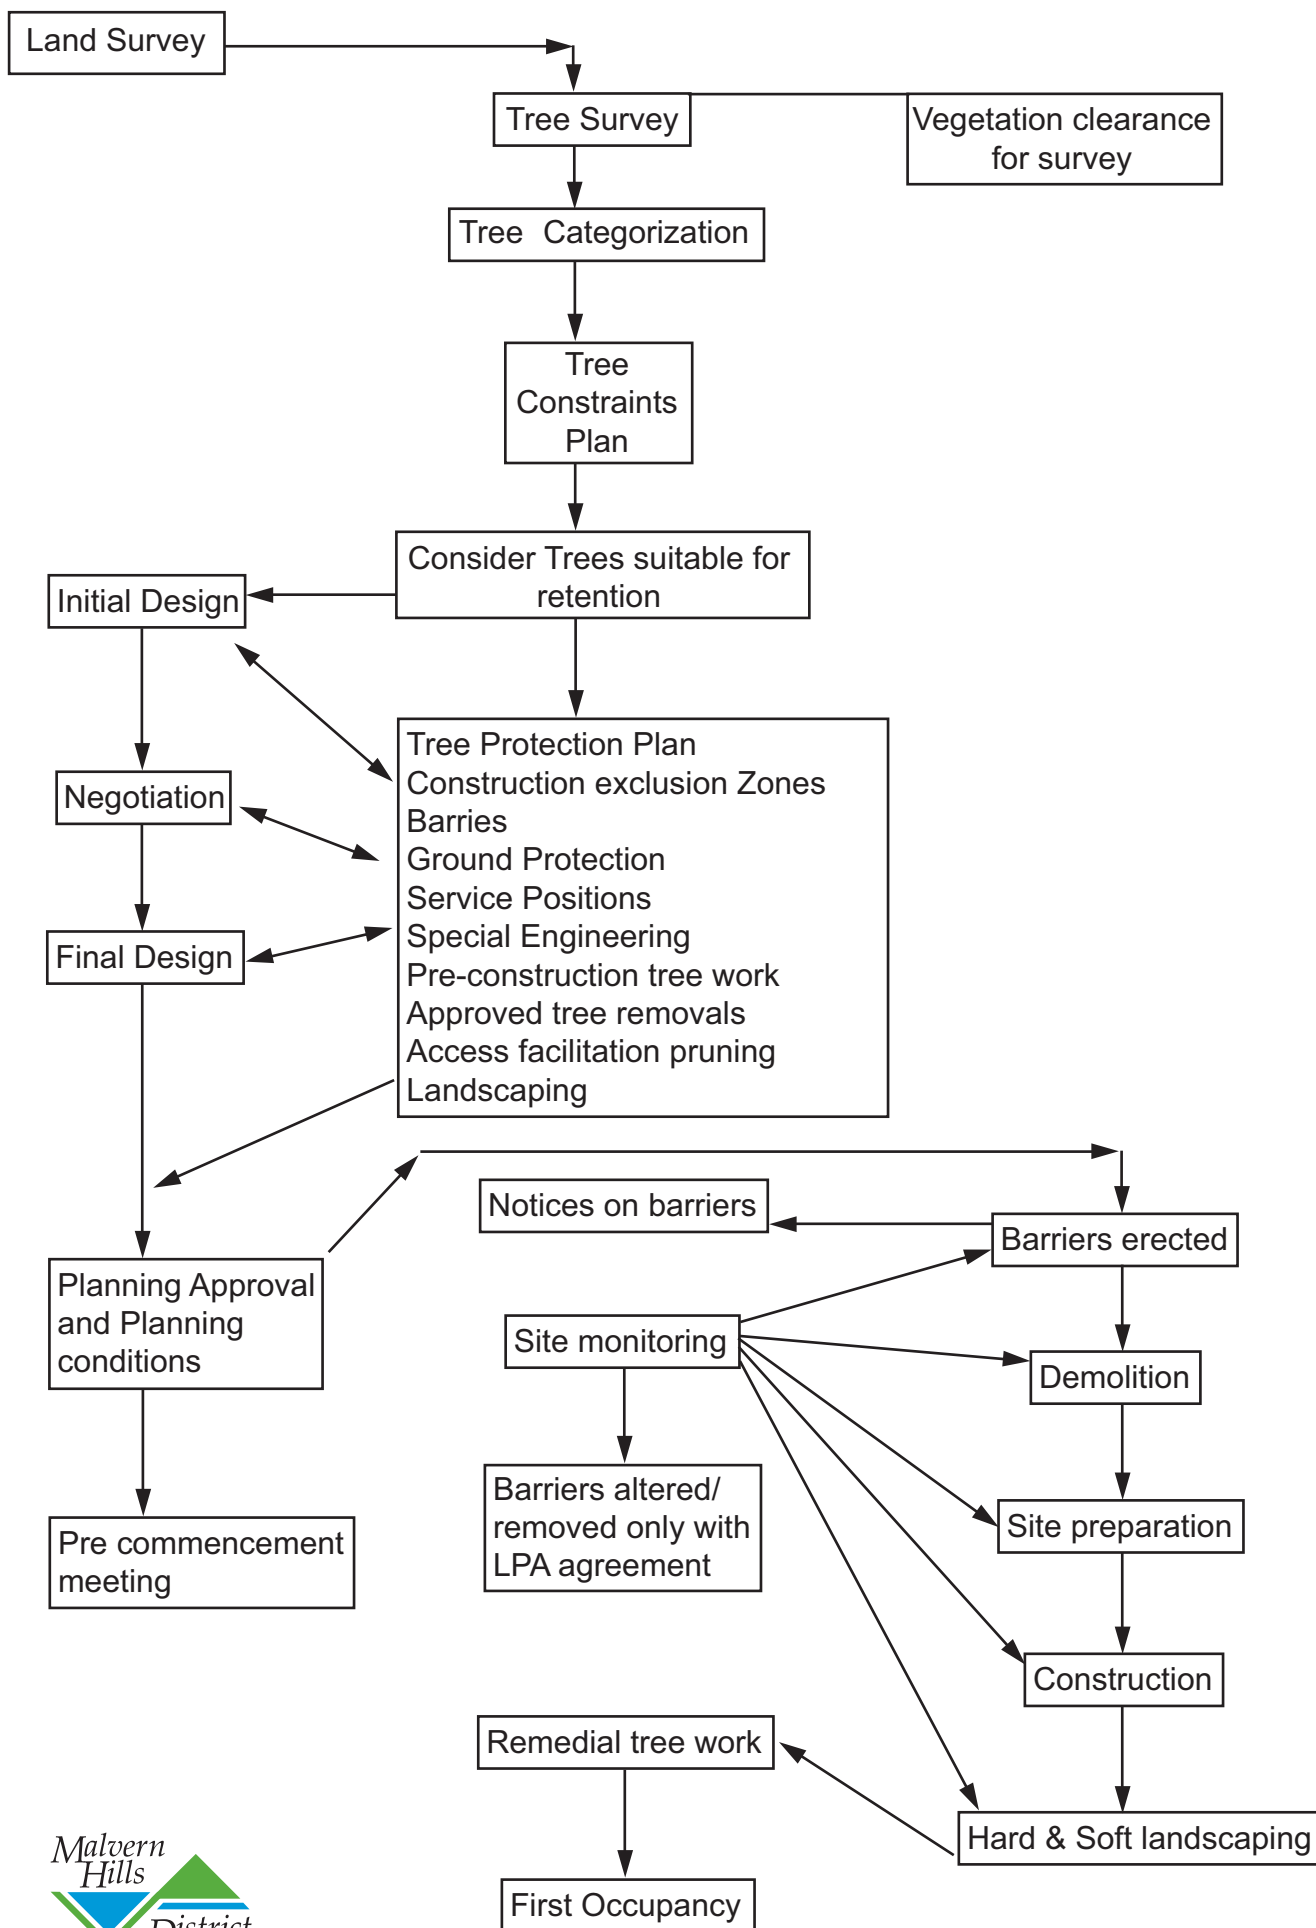 Land Survey
Tree Survey
Vegetation clearance
for survey
Tree Categorization
Tree
Constraints
Plan
Consider Trees suitable for
retention
Initial Design
Negotiation
Final Design
Tree Protection Plan
Construction exclusion Zones
Barries
Ground Protection
Service Positions
Special Engineering
Pre-construction tree work
Approved tree removals
Access facilitation pruning
Landscaping
Planning Approval
and Planning
conditions
Pre commencement
meeting
Notices on barriers
Barriers erected
Site monitoring
Demolition
Barriers altered/
removed only with
LPA agreement
Site preparation
Construction
Remedial tree work
Hard & Soft landscaping
First Occupancy
Malvern
Hills
District